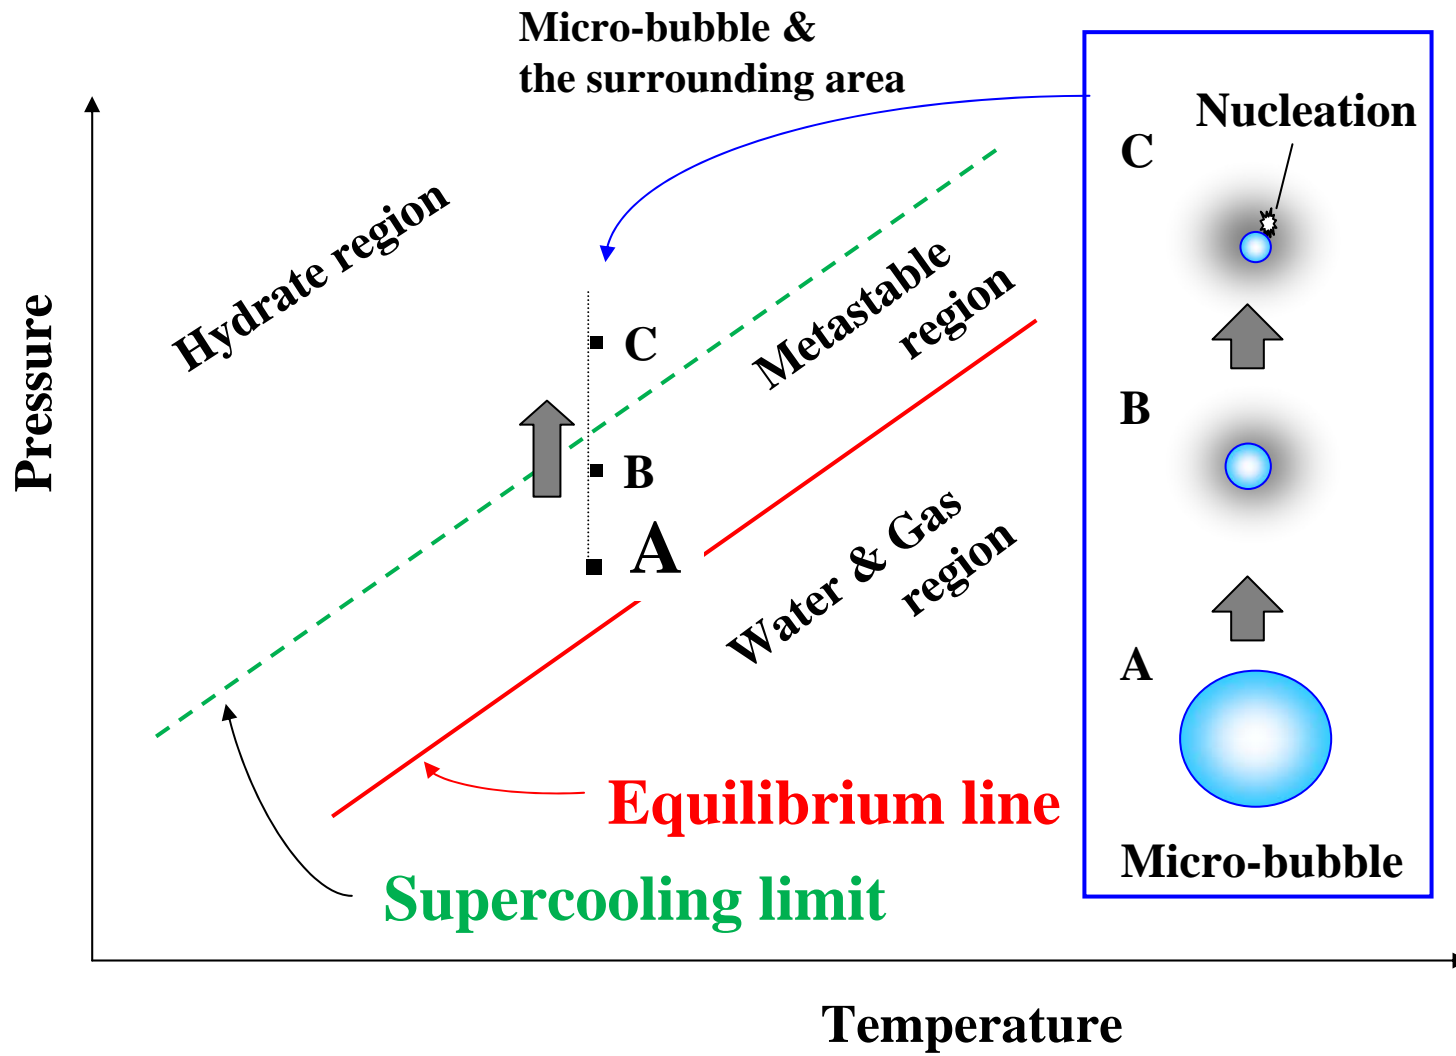 Micro-bubble &
the surrounding area
Nucleation
C
Hydrate region
Metastable
region
Pressure
C
B
B
A
Water & Gas
region
A
Equilibrium line
Micro-bubble
Supercooling limit
Temperature